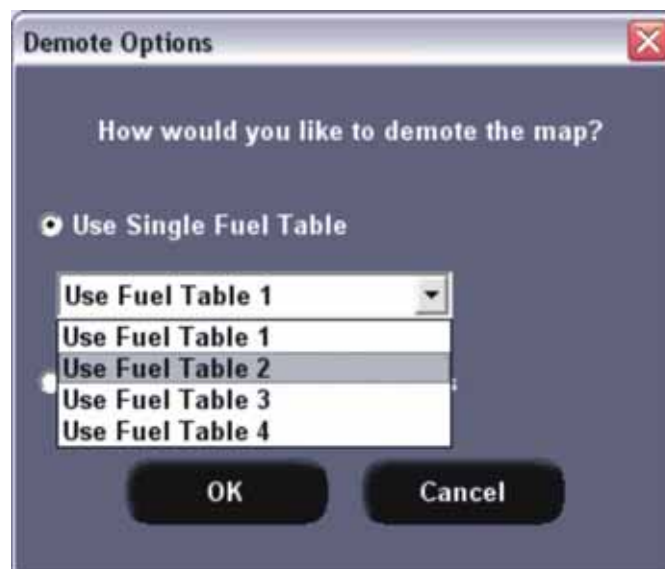 Demote Options
How would you like to demote the map?
Use Single Fuel Table
Use Fuel Table 1
Use Fuel Table 1
Use Fuel Table 2
Use Fuel Table 3
Use Fuel Table 4
OK Cancel